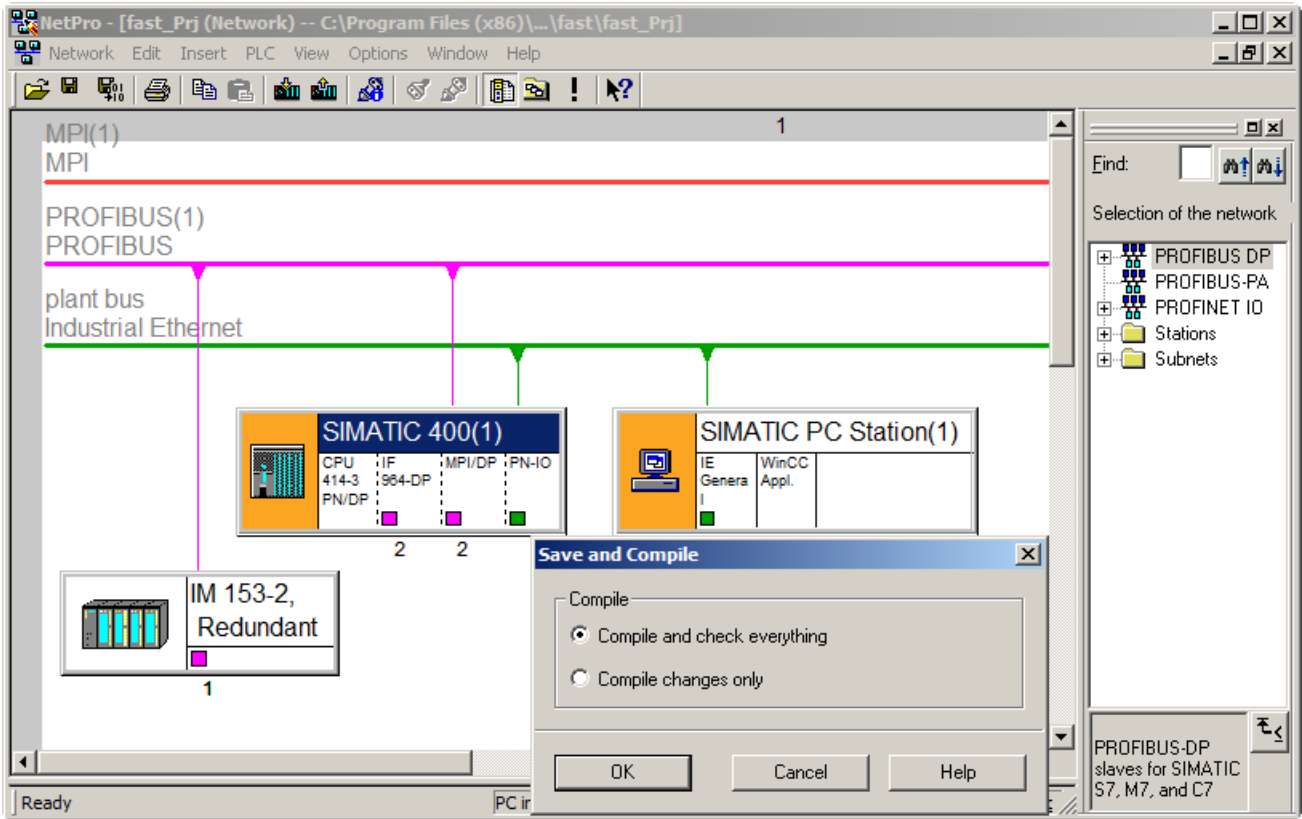 NetPro - [fast_Prj (Network) -- C:\Program Files (x86)\...\fast\fast_Prj]
Network Edit Insert PLC View Options Window Help
MPI(1)
MPI
1
PROFIBUS(1)
PROFIBUS
plant bus
Industrial Ethernet
SIMATIC 400(1)
CPU
414-3
PN/DP
IF
964-DP
MPI/DP
PN-IO
2
2
SIMATIC PC Station(1)
IE
Genera
l
WinCC
Appl.
IM 153-2,
Redundant
1
Save and Compile
Compile
Compile and check everything
Compile changes only
OK
Cancel
Help
Find:
Selection of the network
PROFIBUS DP
PROFIBUS-PA
PROFINET IO
Stations
Subnets
PROFIBUS-DP
slaves for SIMATIC
S7, M7, and C7
Ready
PC